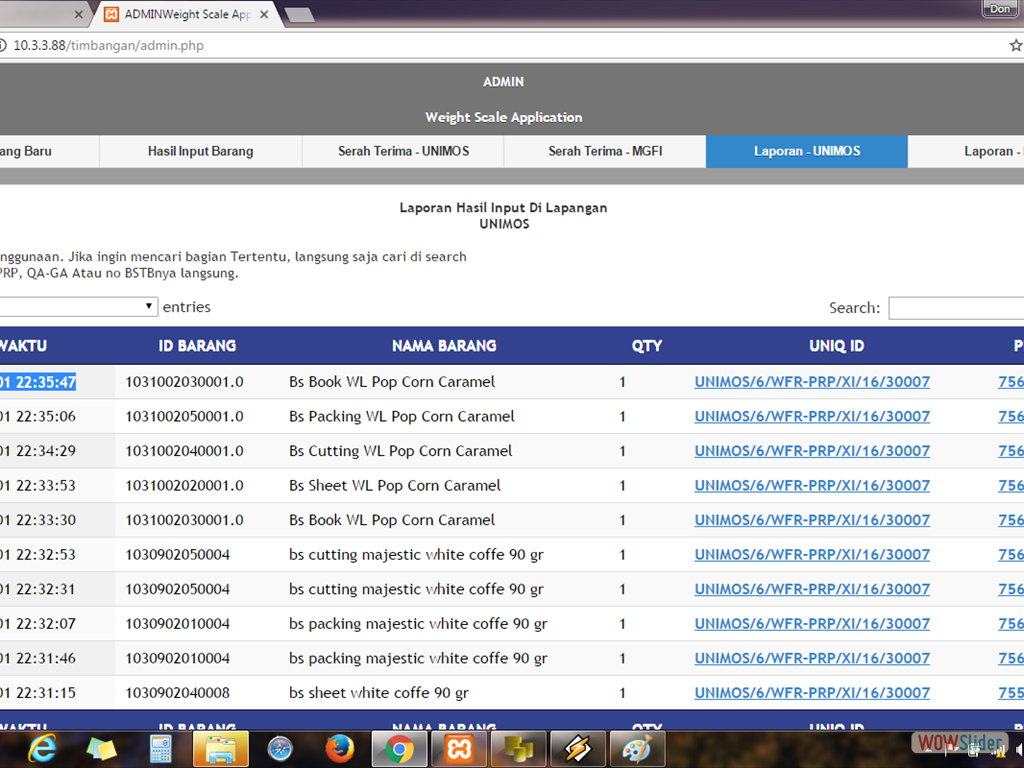 ADMINWeight Scale App
Don
10.3.3.88/timbangan/admin.php
ADMIN
Weight Scale Application
ang Baru
Hasil Input Barang
Serah Terima - UNIMOS
Serah Terima - MGFI
Laporan - UNIMOS
Laporan -
Laporan Hasil Input Di Lapangan
UNIMOS
nggunaan. Jika ingin mencari bagian Tertentu, langsung saja cari di search
PRP, QA-GA Atau no BSTBnya langsung.
entries Search:
WAKTU ID BARANG NAMA BARANG QTY UNIQ ID P
01 22:35:47 1031002030001.0 Bs Book WL Pop Corn Caramel 1 UNIMOS/6/WFR-PRP/XI/16/30007 756
01 22:35:06 1031002050001.0 Bs Packing WL Pop Corn Caramel 1 UNIMOS/6/WFR-PRP/XI/16/30007 756
01 22:34:29 1031002040001.0 Bs Cutting WL Pop Corn Caramel 1 UNIMOS/6/WFR-PRP/XI/16/30007 756
01 22:33:53 1031002020001.0 Bs Sheet WL Pop Corn Caramel 1 UNIMOS/6/WFR-PRP/XI/16/30007 756
01 22:33:30 1031002030001.0 Bs Book WL Pop Corn Caramel 1 UNIMOS/6/WFR-PRP/XI/16/30007 756
01 22:32:53 1030902050004 bs cutting majestic white coffe 90 gr 1 UNIMOS/6/WFR-PRP/XI/16/30007 756
01 22:32:31 1030902050004 bs cutting majestic white coffe 90 gr 1 UNIMOS/6/WFR-PRP/XI/16/30007 756
01 22:32:07 1030902010004 bs packing majestic white coffe 90 gr 1 UNIMOS/6/WFR-PRP/XI/16/30007 756
01 22:31:46 1030902010004 bs packing majestic white coffe 90 gr 1 UNIMOS/6/WFR-PRP/XI/16/30007 756
01 22:31:15 1030902040008 bs sheet white coffe 90 gr 1 UNIMOS/6/WFR-PRP/XI/16/30007 755
WAKTU ID BARANG NAMA BARANG QTY UNIQ ID P
WOWSlider